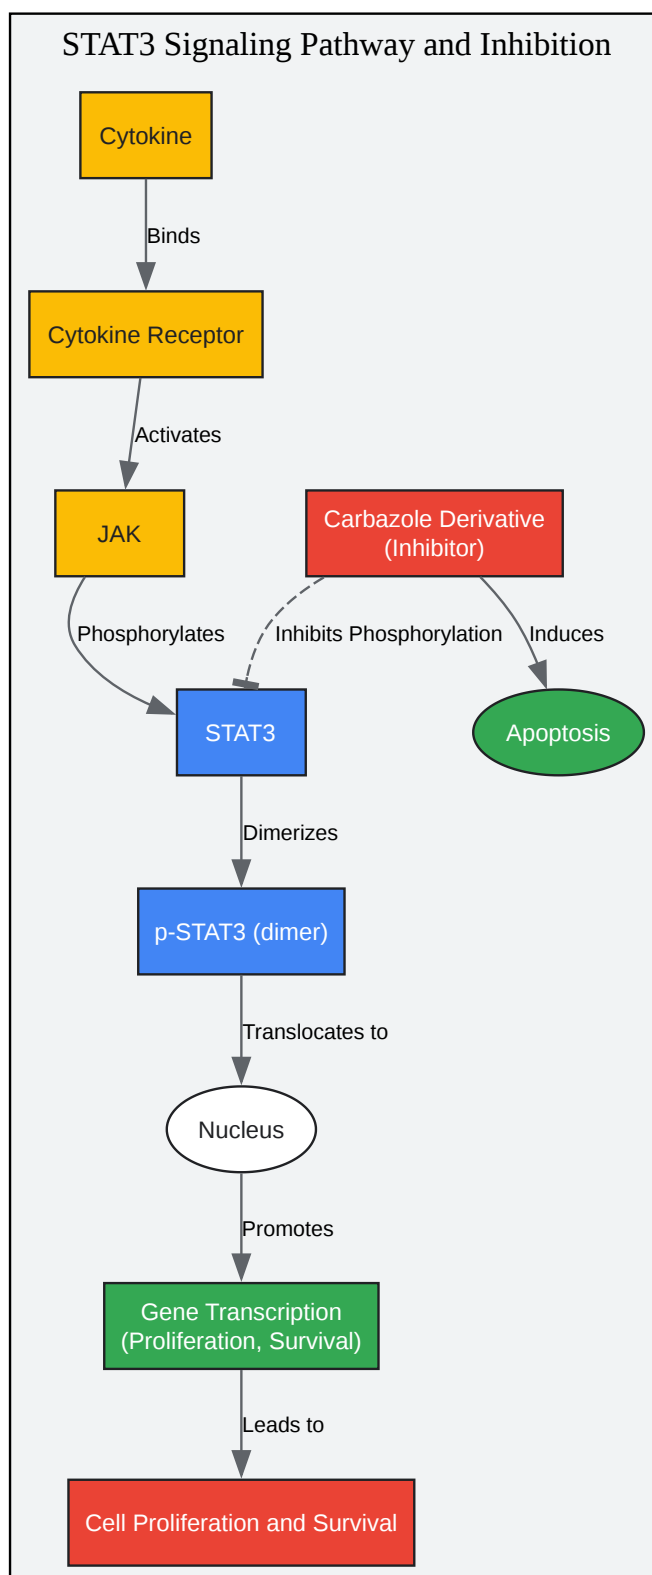 STAT3 Signaling Pathway and Inhibition
Cytokine
Binds
Cytokine Receptor
Activates
JAK
Carbazole Derivative
(Inhibitor)
Phosphorylates
Inhibits Phosphorylation
Induces
STAT3
Apoptosis
Dimerizes
p-STAT3 (dimer)
Translocates to
Nucleus
Promotes
Gene Transcription
(Proliferation, Survival)
Leads to
Cell Proliferation and Survival